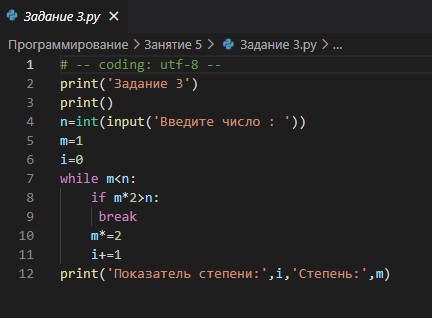 Задание 3.py ×
Программирование > Занятие 5 > Задание 3.py > ...
1 # -- coding: utf-8 --
2 print('Задание 3')
3 print()
4 n=int(input('Введите число : '))
5 m=1
6 i=0
7 while m<n:
8     if m*2>n:
9      break
10     m*=2
11     i+=1
12 print('Показатель степени:',i,'Степень:',m)